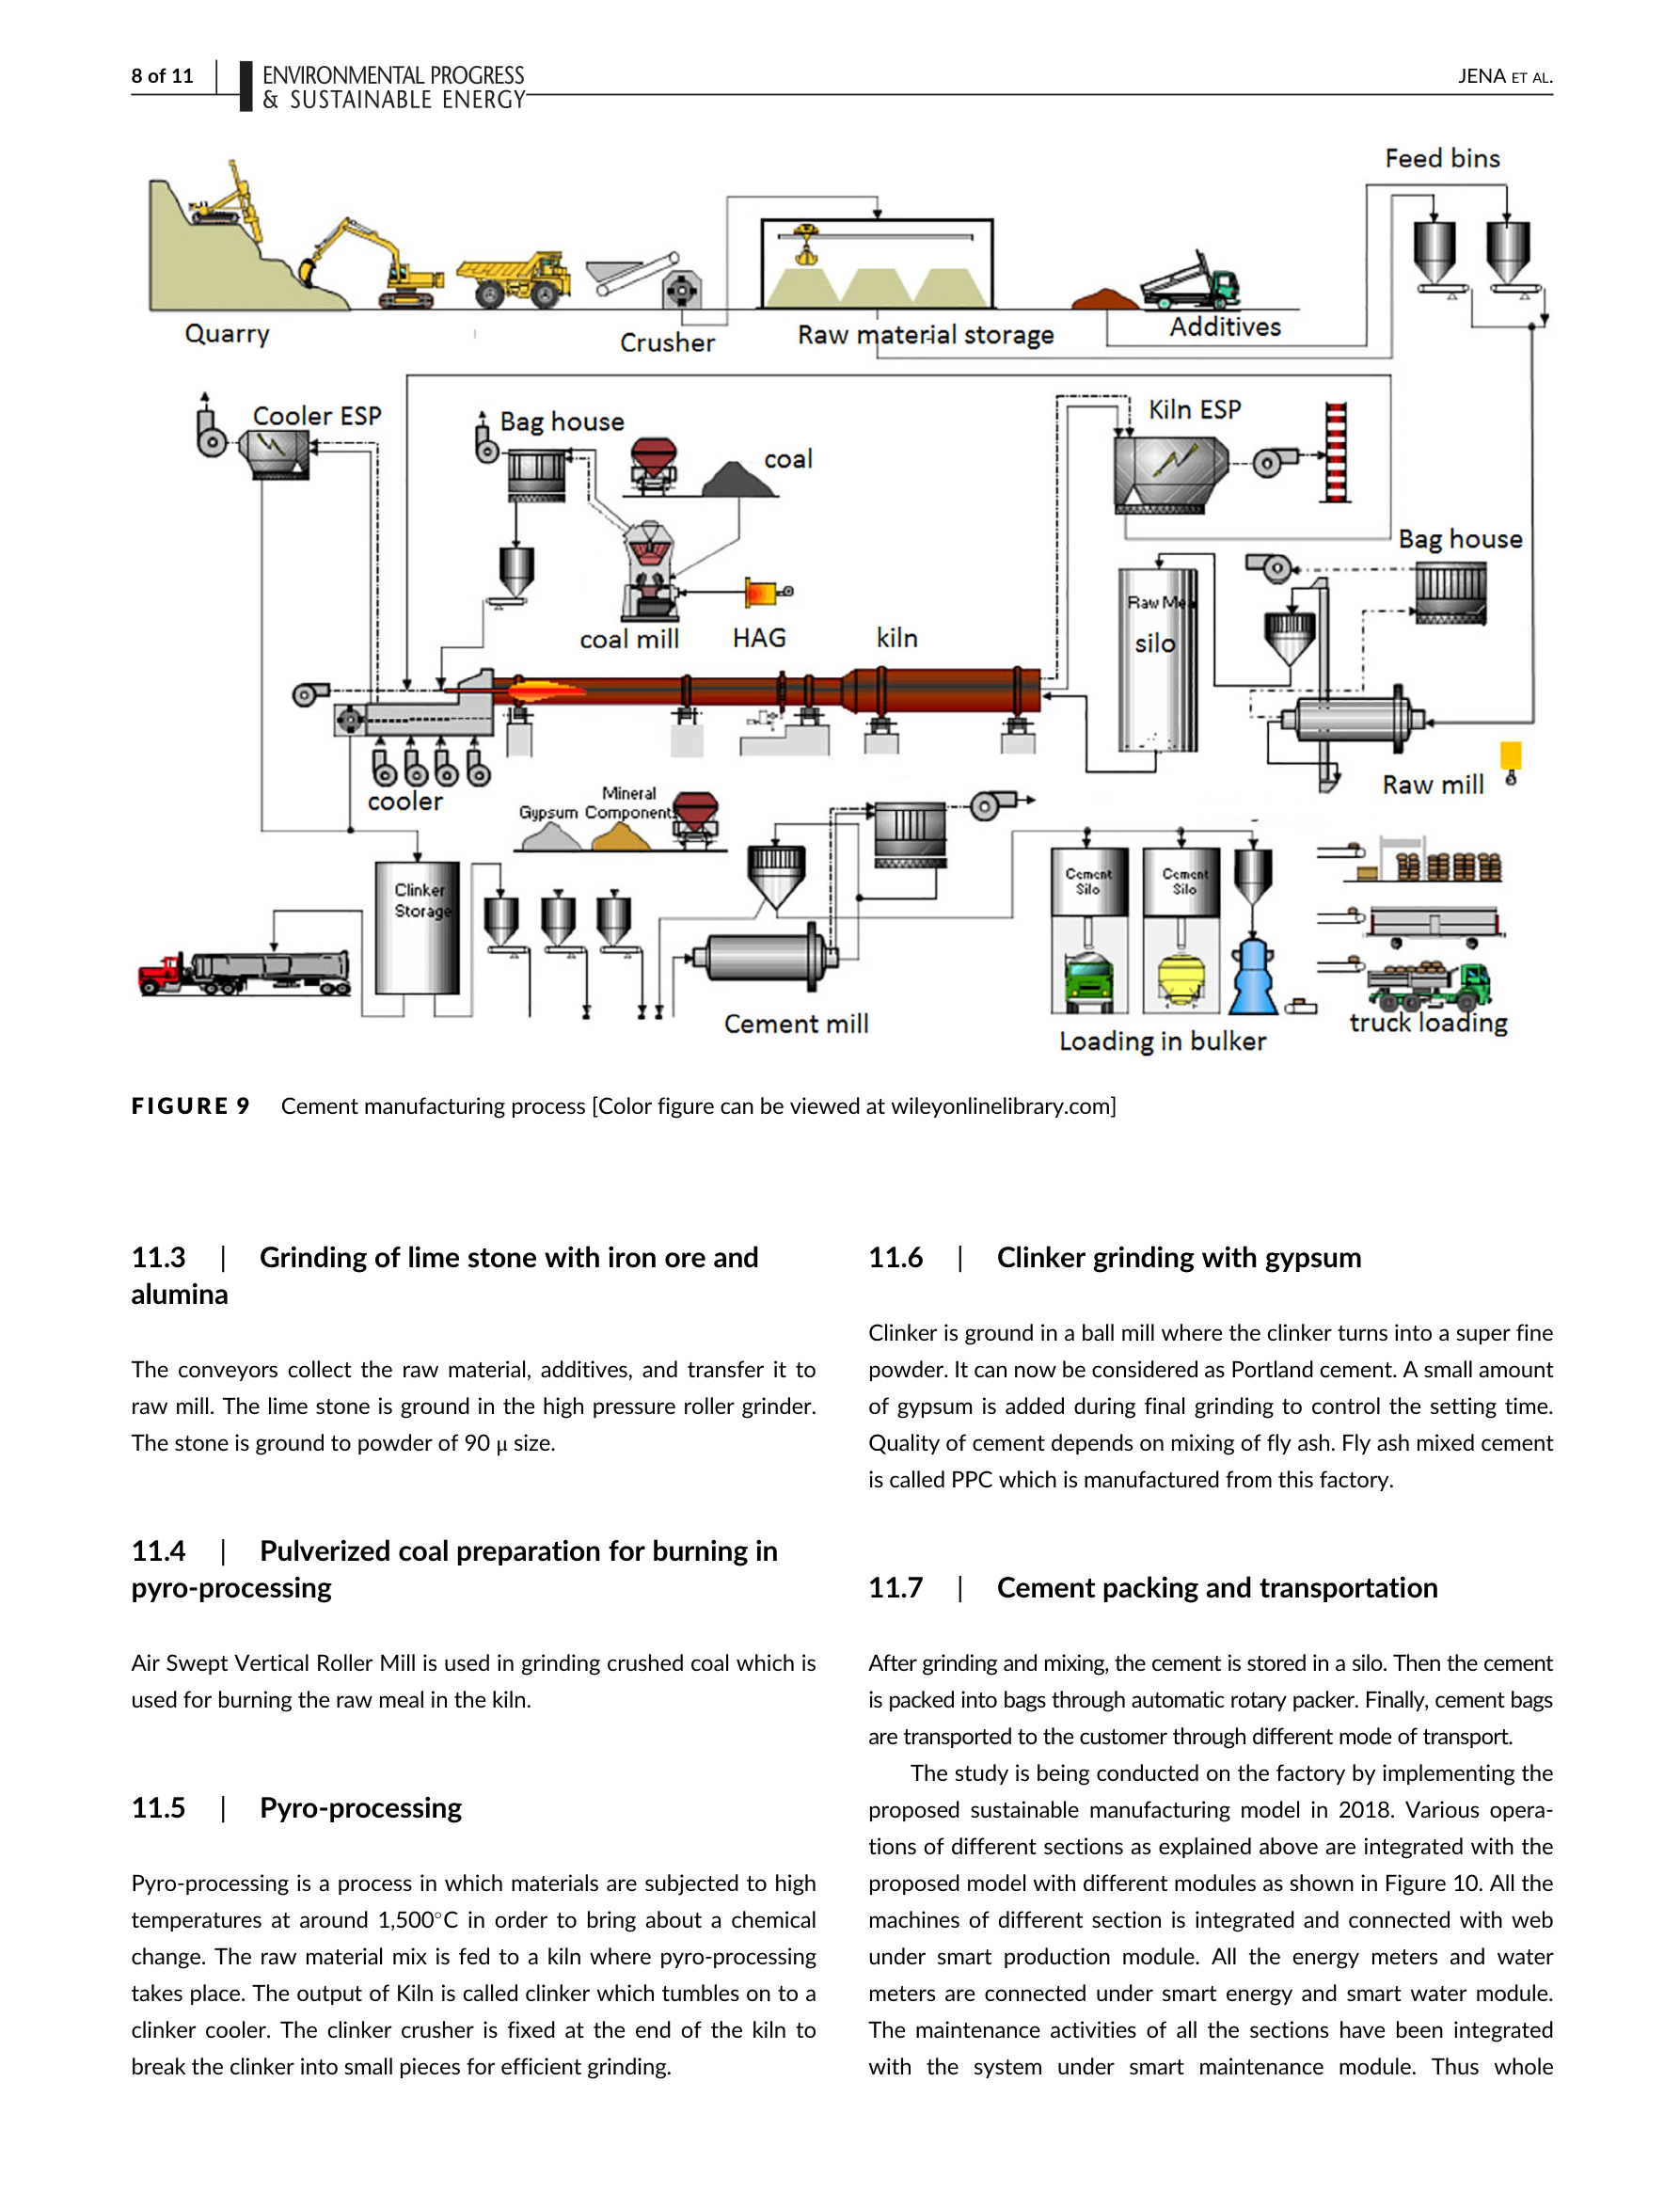 8 of 11
ENVIRONMENTAL PROGRESS
& SUSTAINABLE ENERGY
JENA ET AL.
Feed bins
Quarry
Crusher
Raw material storage
Additives
Cooler ESP
Bag house
coal
Kiln ESP
Bag house
coal mill
HAG
kiln
Raw Mea
silo
Raw mill
cooler
Gypsum
Mineral
Components
Clinker
Storage
Cement
Silo
Cement
Silo
Cement mill
Loading in bulker
truck loading
FIGURE 9 Cement manufacturing process [Color figure can be viewed at wileyonlinelibrary.com]
11.3 | Grinding of lime stone with iron ore and
alumina
The conveyors collect the raw material, additives, and transfer it to
raw mill. The lime stone is ground in the high pressure roller grinder.
The stone is ground to powder of 90 μ size.
11.4 | Pulverized coal preparation for burning in
pyro-processing
Air Swept Vertical Roller Mill is used in grinding crushed coal which is
used for burning the raw meal in the kiln.
11.5 | Pyro-processing
Pyro-processing is a process in which materials are subjected to high
temperatures at around 1,500°C in order to bring about a chemical
change. The raw material mix is fed to a kiln where pyro-processing
takes place. The output of Kiln is called clinker which tumbles on to a
clinker cooler. The clinker crusher is fixed at the end of the kiln to
break the clinker into small pieces for efficient grinding.
11.6 | Clinker grinding with gypsum
Clinker is ground in a ball mill where the clinker turns into a super fine
powder. It can now be considered as Portland cement. A small amount
of gypsum is added during final grinding to control the setting time.
Quality of cement depends on mixing of fly ash. Fly ash mixed cement
is called PPC which is manufactured from this factory.
11.7 | Cement packing and transportation
After grinding and mixing, the cement is stored in a silo. Then the cement
is packed into bags through automatic rotary packer. Finally, cement bags
are transported to the customer through different mode of transport.
The study is being conducted on the factory by implementing the
proposed sustainable manufacturing model in 2018. Various opera-
tions of different sections as explained above are integrated with the
proposed model with different modules as shown in Figure 10. All the
machines of different section is integrated and connected with web
under smart production module. All the energy meters and water
meters are connected under smart energy and smart water module.
The maintenance activities of all the sections have been integrated
with the system under smart maintenance module. Thus whole